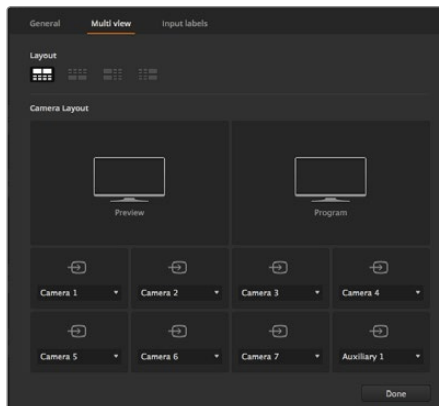 General Multi view Input labels
Layout
Camera Layout
Preview Program
Camera 1 Camera 2 Camera 3 Camera 4
Camera 5 Camera 6 Camera 7 Auxiliary 1
Done